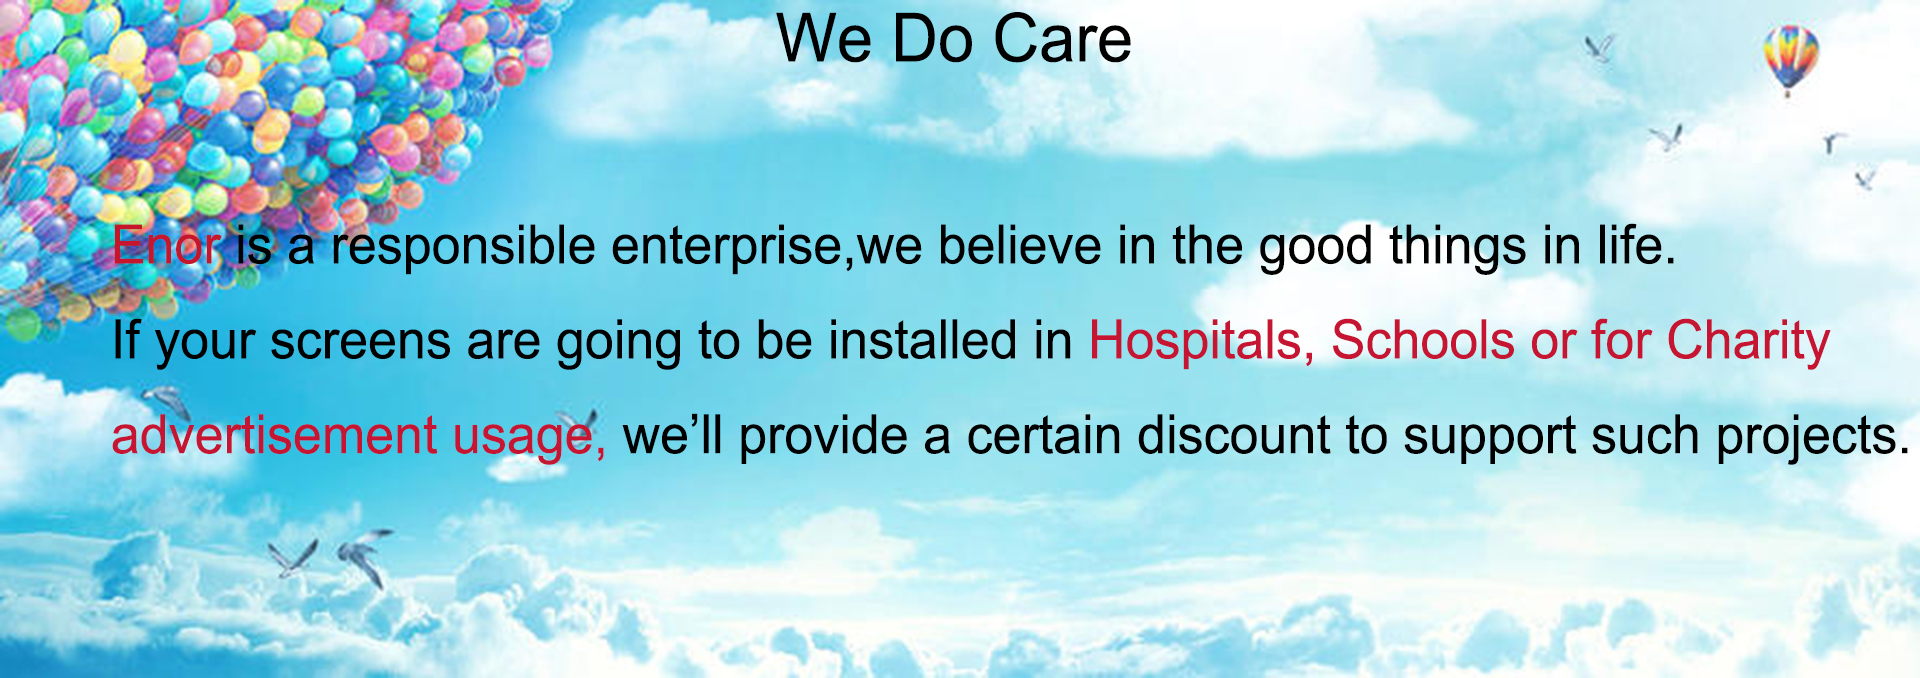 We Do Care
Enor is a responsible enterprise,we believe in the good things in life.
If your screens are going to be installed in Hospitals, Schools or for Charity
advertisement usage, we’ll provide a certain discount to support such projects.